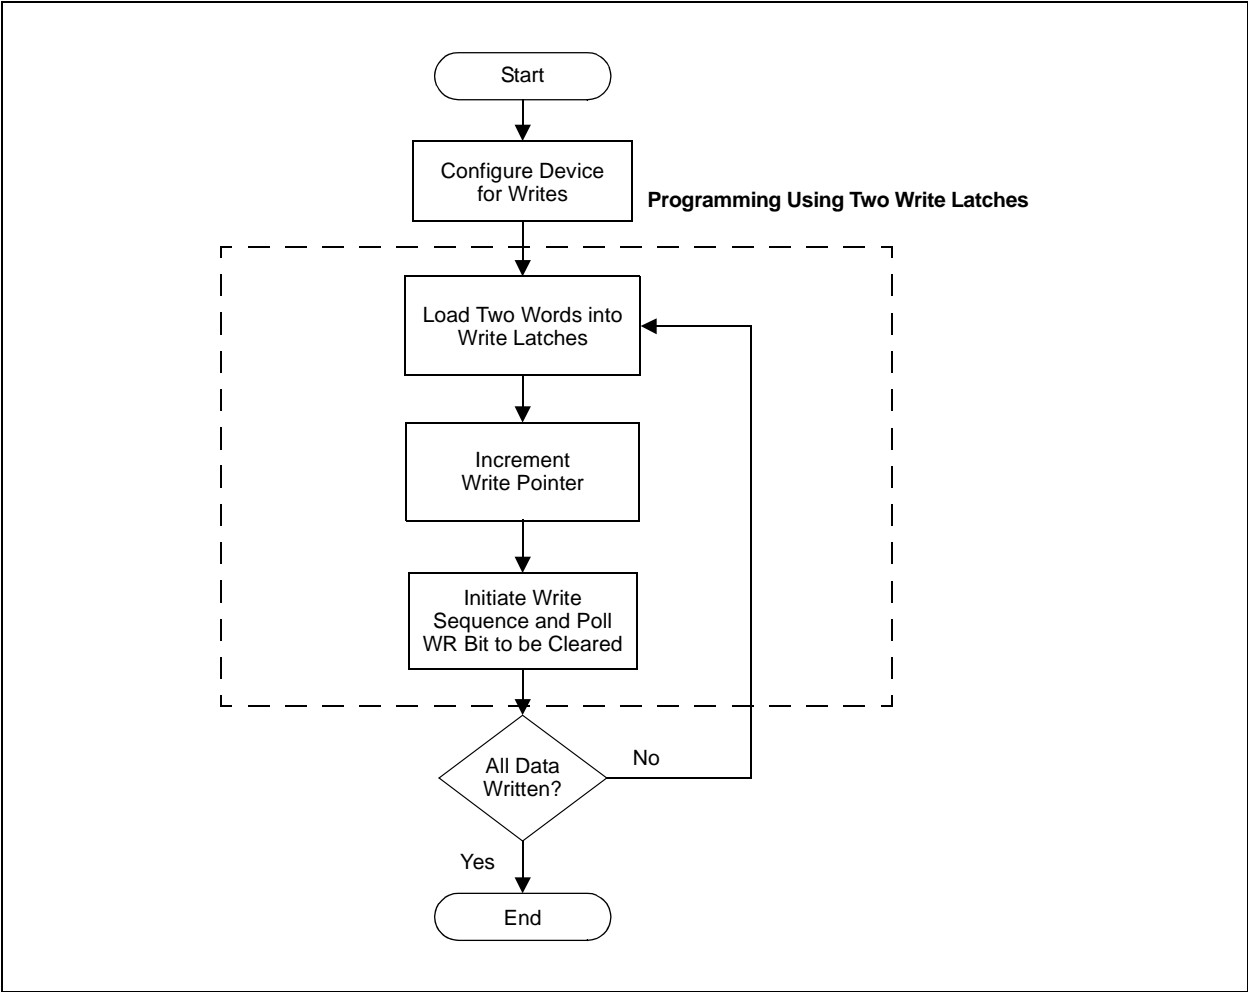 Start
Configure Device
for Writes
Programming Using Two Write Latches
Load Two Words into
Write Latches
Increment
Write Pointer
Initiate Write
Sequence and Poll
WR Bit to be Cleared
All Data
Written?
No
Yes
End